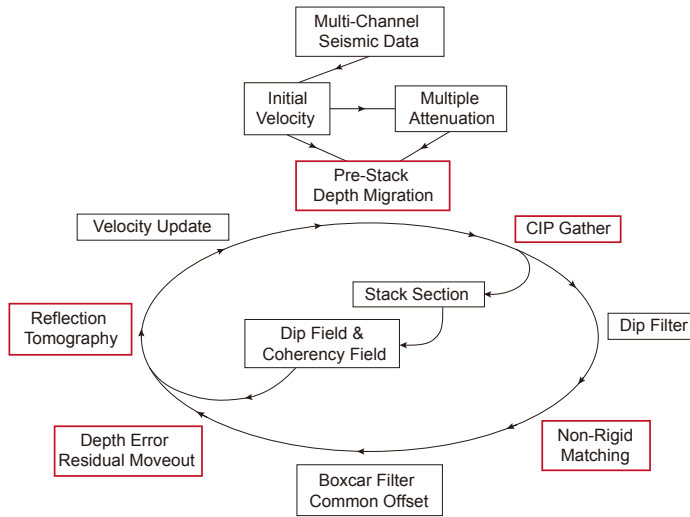 Multi-Channel
Seismic Data
Initial
Velocity
Multiple
Attenuation
Pre-Stack
Depth Migration
Velocity Update
CIP Gather
Stack Section
Reflection
Tomography
Dip Field &
Coherency Field
Dip Filter
Depth Error
Residual Moveout
Non-Rigid
Matching
Boxcar Filter
Common Offset